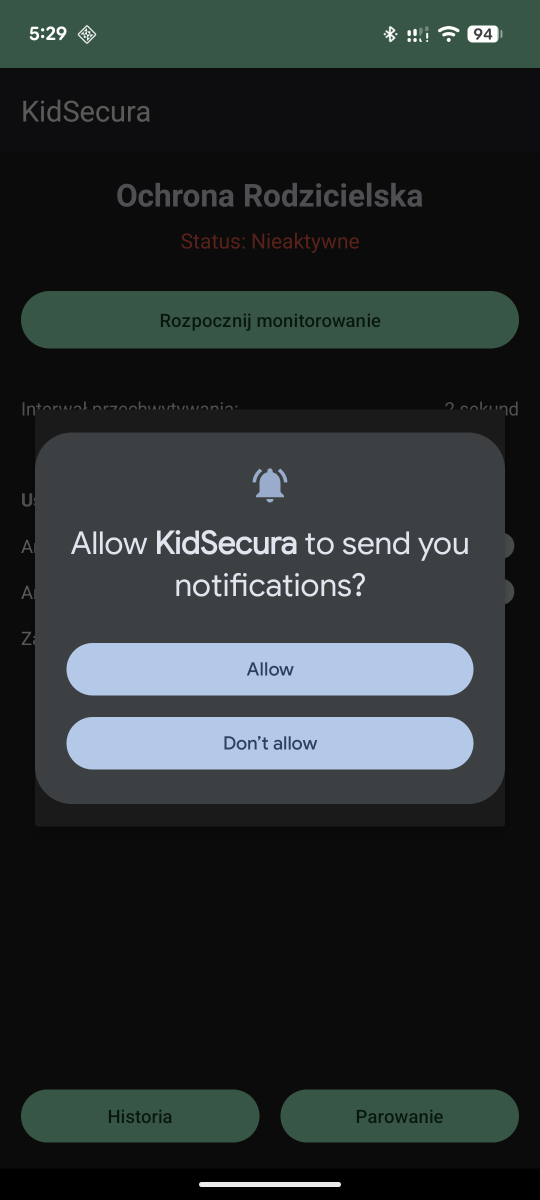 5:29
94
KidSecura
Ochrona Rodzicielska
Status: Nieaktywne
Rozpocznij monitorowanie
Interwał przechwytywania: 2 sekund
Allow KidSecura to send you
notifications?
Allow
Don't allow
Historia
Parowanie